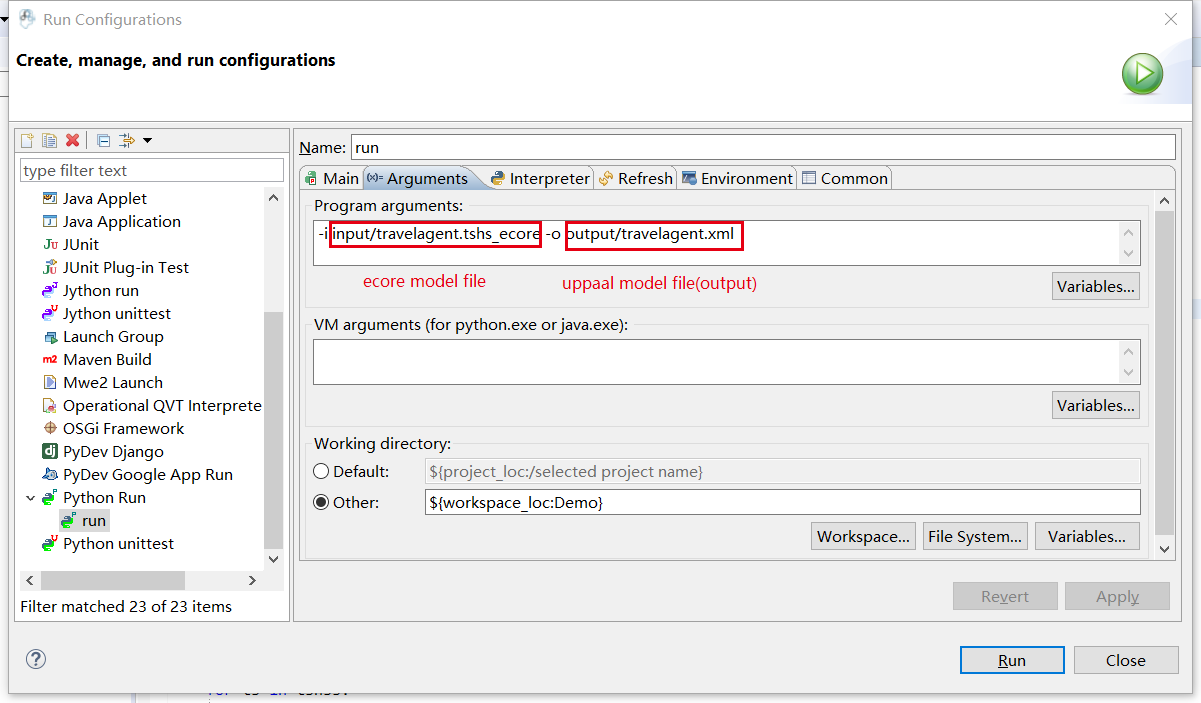 Run Configurations
Create, manage, and run configurations
type filter text
Java Applet
Java Application
JUnit
JUnit Plug-in Test
Jython run
Jython unittest
Launch Group
Maven Build
Mwe2 Launch
Operational QVT Interprete
OSGi Framework
PyDev Django
PyDev Google App Run
Python Run
run
Python unittest
Filter matched 23 of 23 items
Name: run
Main (x)= Arguments Interpreter Refresh Environment Common
Program arguments:
-i input/travelagent.tshs_ecore -o output/travelagent.xml
ecore model file uppaal model file(output)
Variables...
VM arguments (for python.exe or java.exe):
Variables...
Working directory:
Default: ${project_loc:/selected project name}
Other: ${workspace_loc:Demo}
Workspace... File System... Variables...
Revert Apply
Run Close